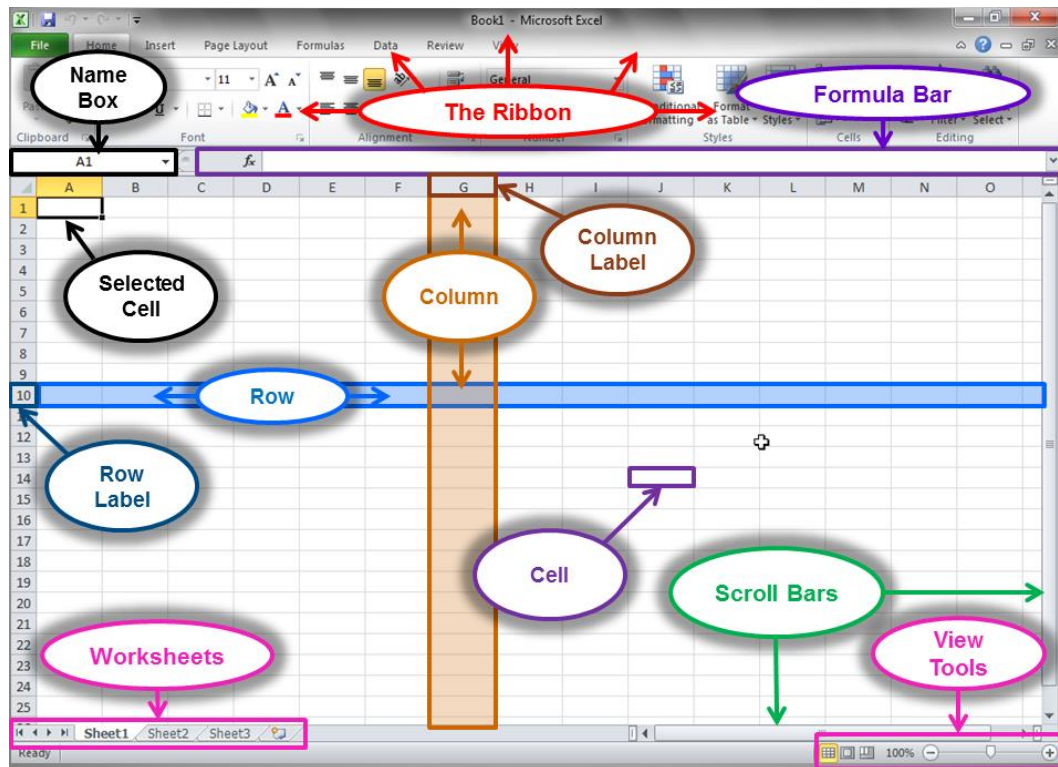 Book1 - Microsoft Excel
File Home Insert Page Layout Formulas Data Review
11 A A General
Name
Box
The Ribbon
Formula Bar
U A
Format
as Table Styles Select
Clipboard Font Alignment Number Styles Cells Editing
A1 fx
A B C D E F G H I J K L M N O
1
2
3
Column
Label
4
5
Selected
Cell
Column
6
7
8
9
10 Row
12
13
14
Row
Label
15
16
17
18
Cell
19
Scroll Bars
20
21
22
Worksheets
View
Tools
23
24
25
Sheet1 Sheet2 Sheet3
Ready 100%